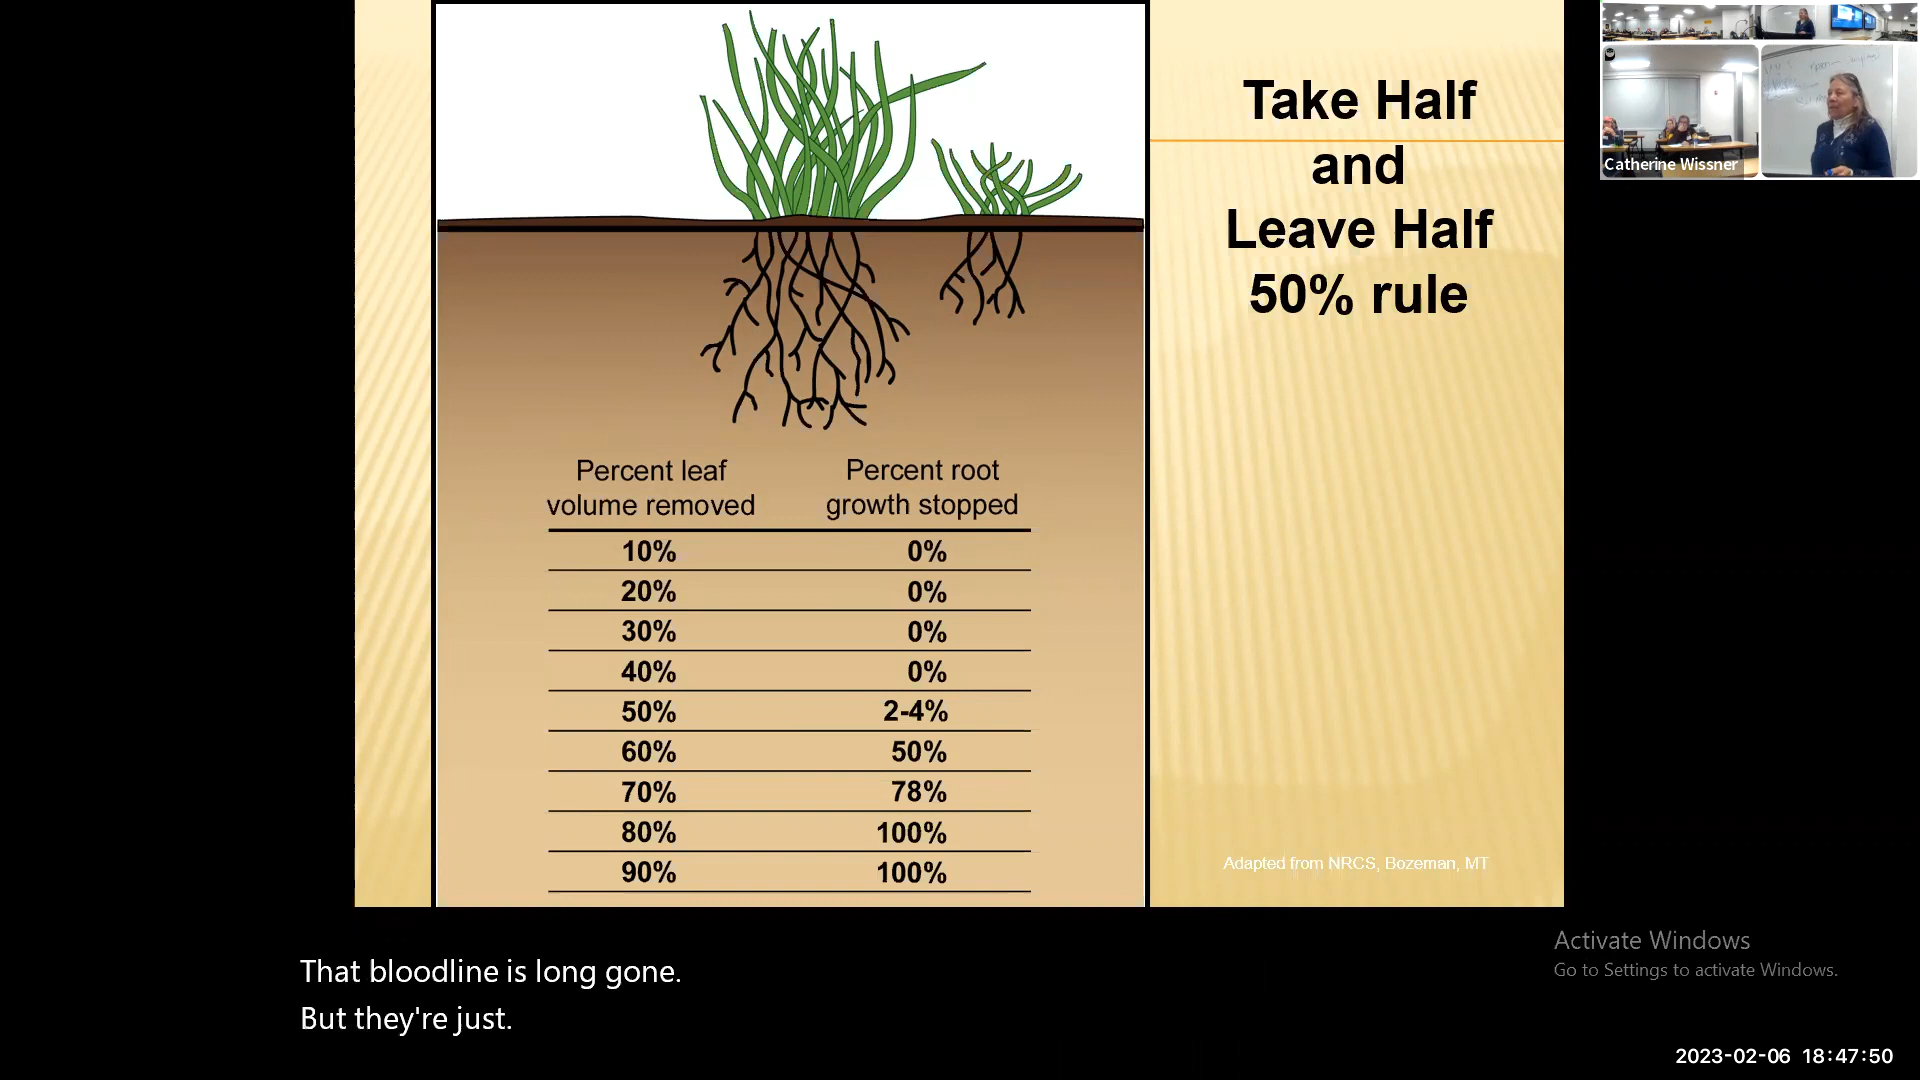 Take Half
and
Leave Half
50% rule
Percent leaf volume removed
Percent root growth stopped
10% 0%
20% 0%
30% 0%
40% 0%
50% 2-4%
60% 50%
70% 78%
80% 100%
90% 100%
Adapted from NRCS, Bozeman, MT
Catherine Wissner
That bloodline is long gone.
But they're just.
Activate Windows
Go to Settings to activate Windows.
2023-02-06 18:47:50